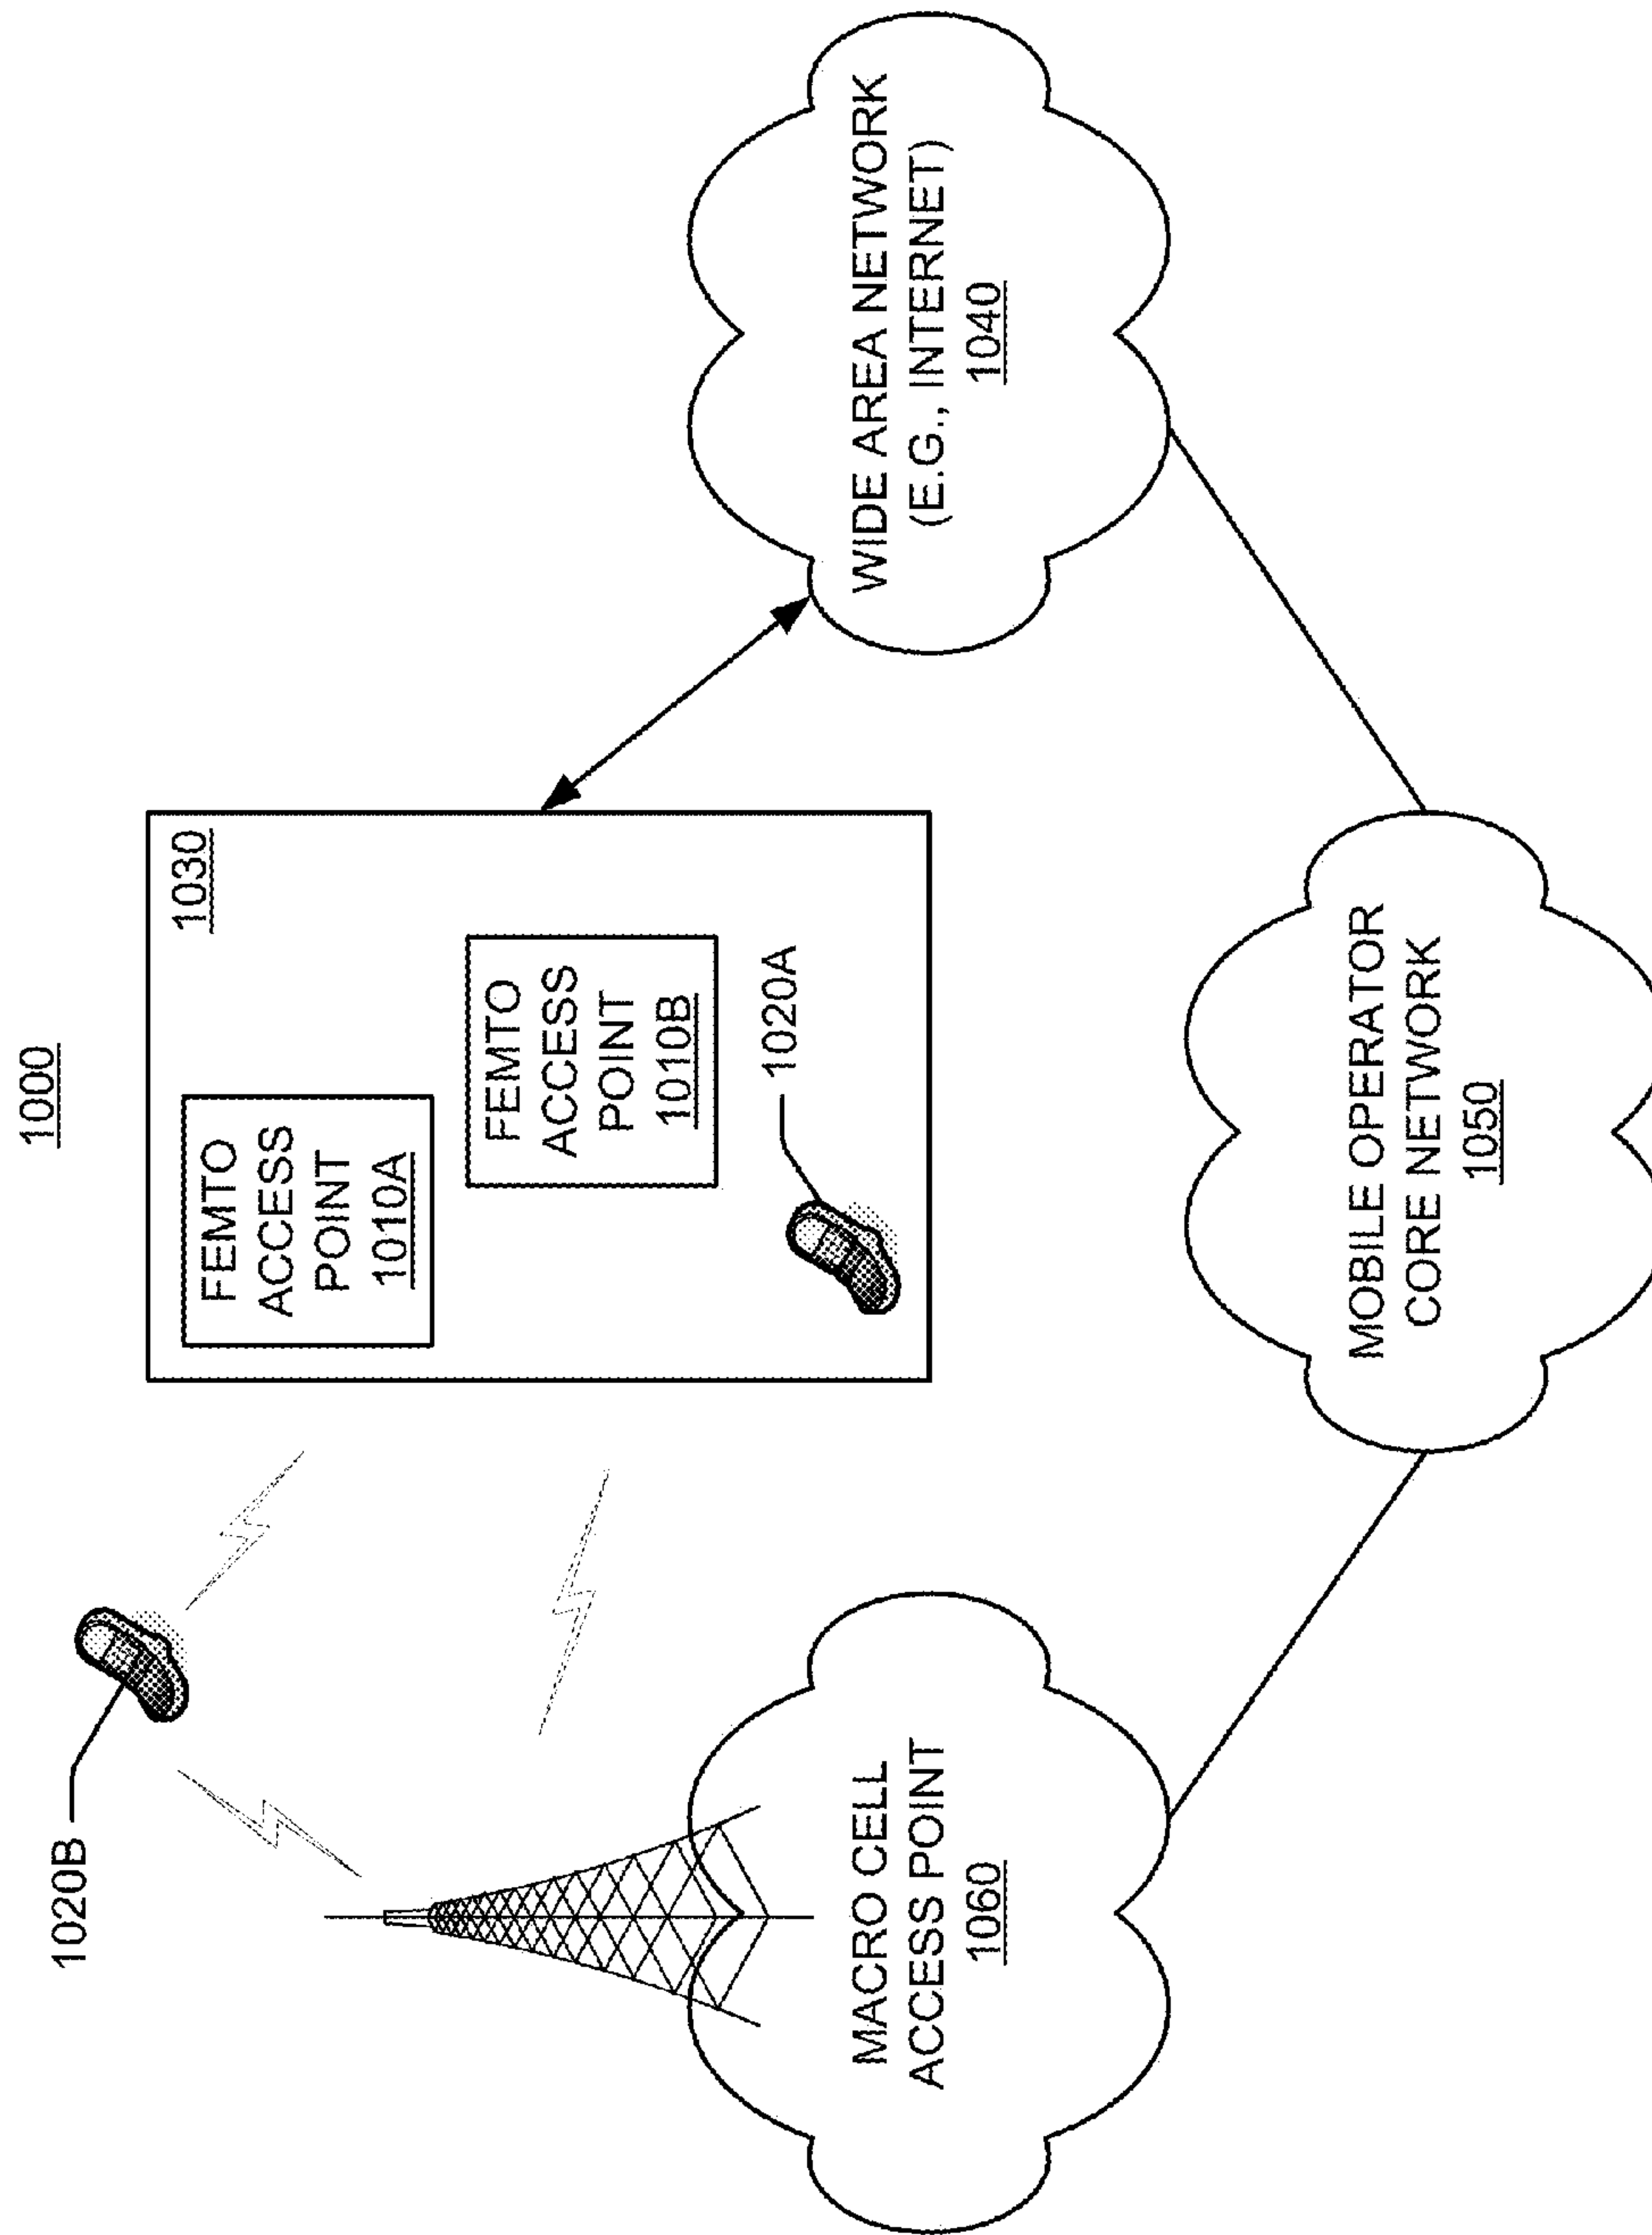 1000
1020B
1030
FEMTO
ACCESS
POINT
1010A
FEMTO
ACCESS
POINT
1010B
1020A
MACRO CELL
ACCESS POINT
1060
WIDE AREA NETWORK
(E.G., INTERNET)
1040
MOBILE OPERATOR
CORE NETWORK
1050